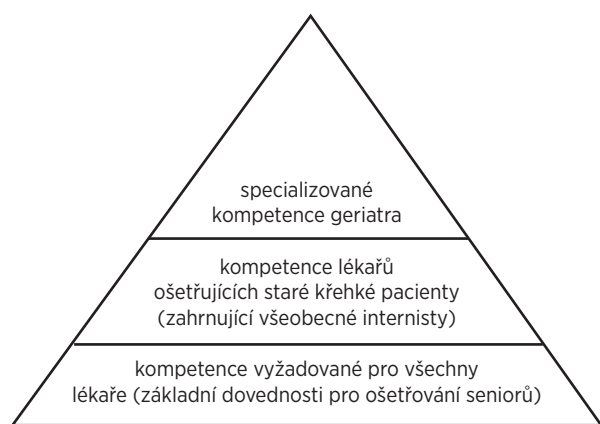 specializované
kompetence geriatra
kompetence lékařů
ošetřujících staré křehké pacienty
(zahrnující všeobecné internisty)
kompetence vyžadované pro všechny
lékaře (základní dovednosti pro ošetřování seniorů)